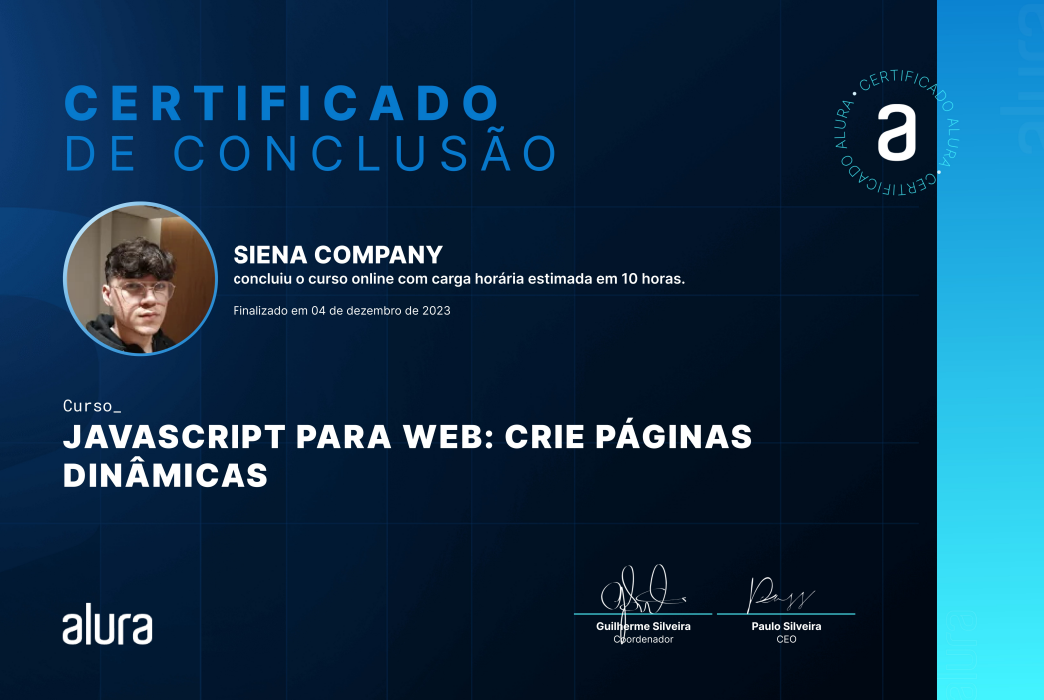 CERTIFICADO
DE CONCLUSÃO
CERTIFICADO ALURA • CERTIFICADO ALURA •
a
SIENA COMPANY
concluiu o curso online com carga horária estimada em 10 horas.
Finalizado em 04 de dezembro de 2023
Curso_
JAVASCRIPT PARA WEB: CRIE PÁGINAS
DINÂMICAS
alura
Guilherme Silveira
Coordenador
Paulo Silveira
CEO
alura